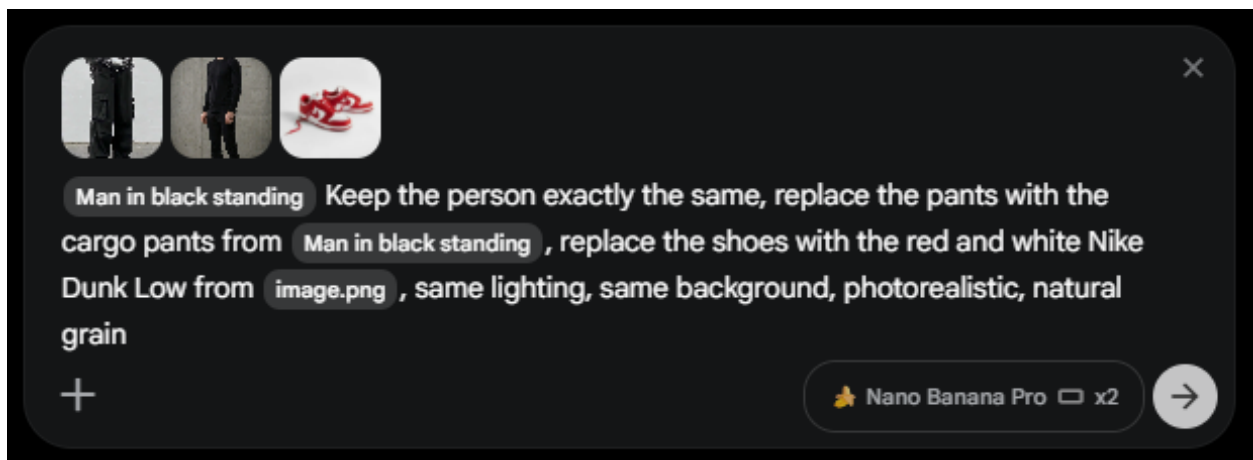 Man in black standing Keep the person exactly the same, replace the pants with the
cargo pants from Man in black standing , replace the shoes with the red and white Nike
Dunk Low from image.png , same lighting, same background, photorealistic, natural
grain
🍌 Nano Banana Pro x2